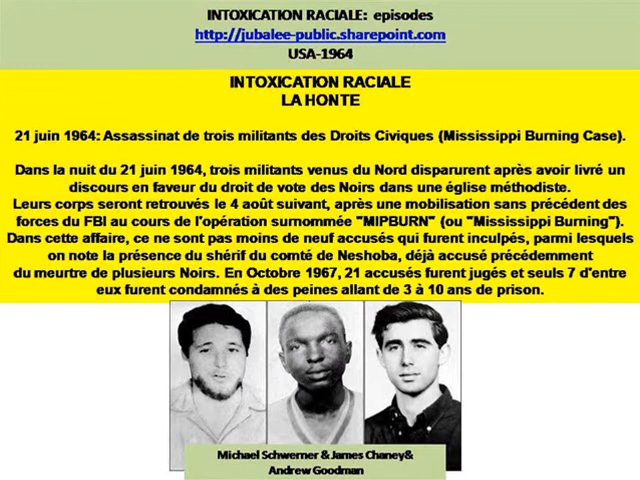 INTOXICATION RACIALE: episodes
http://jubalee-public.sharepoint.com
USA-1964
INTOXICATION RACIALE
LA HONTE
21 juin 1964: Assassinat de trois militants des Droits Civiques (Mississippi Burning Case).
Dans la nuit du 21 juin 1964, trois militants venus du Nord disparurent après avoir livré un
discours en faveur du droit de vote des Noirs dans une église méthodiste.
Leurs corps seront retrouvés le 4 août suivant, après une mobilisation sans précédent des
forces du FBI au cours de l'opération surnommée "MIPBURN" (ou "Mississippi Burning").
Dans cette affaire, ce ne sont pas moins de neuf accusés qui furent inculpés, parmi lesquels
on note la présence du shérif du comté de Neshoba, déjà accusé précédemment
du meurtre de plusieurs Noirs. En Octobre 1967, 21 accusés furent jugés et seuls 7 d'entre
eux furent condamnés à des peines allant de 3 à 10 ans de prison.
Michael Schwerner & James Chaney&
Andrew Goodman